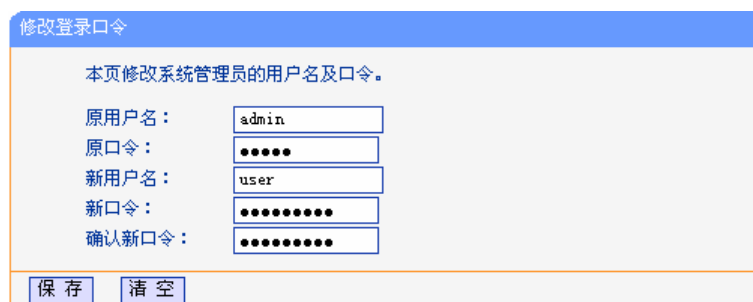 修改登录口令
本页修改系统管理员的用户名及口令。
原用户名： admin
原口令： ●●●●●
新用户名： user
新口令： ●●●●●●●●●
确认新口令： ●●●●●●●●●
保 存 清 空